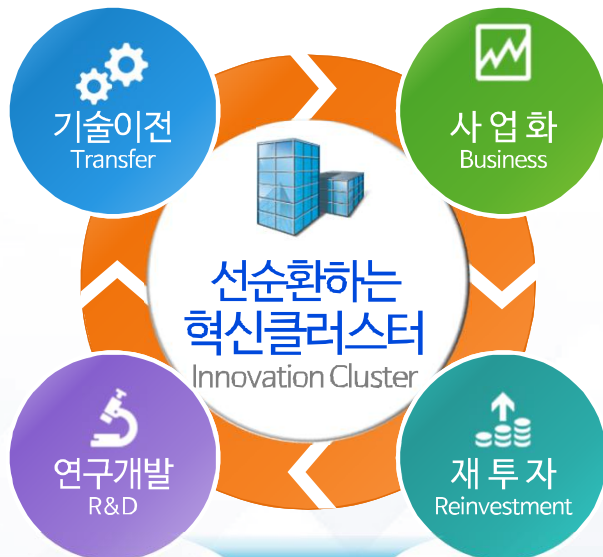 기술이전
Transfer
사업화
Business
선순환하는
혁신클러스터
Innovation Cluster
연구개발
R&D
재투자
Reinvestment